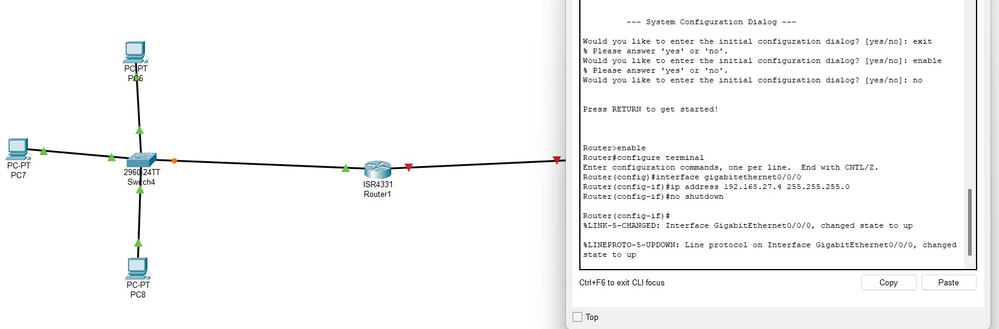 PC-PT
PC6
PC-PT
PC7
2960-24TT
Switch4
ISR4331
Router1
PC-PT
PC8
--- System Configuration Dialog ---
Would you like to enter the initial configuration dialog? [yes/no]: exit
% Please answer 'yes' or 'no'.
Would you like to enter the initial configuration dialog? [yes/no]: enable
% Please answer 'yes' or 'no'.
Would you like to enter the initial configuration dialog? [yes/no]: no
Press RETURN to get started!
Router>enable
Router#configure terminal
Enter configuration commands, one per line.  End with CNTL/Z.
Router(config)#interface gigabitethernet0/0/0
Router(config-if)#ip address 192.168.27.4 255.255.255.0
Router(config-if)#no shutdown
Router(config-if)#
%LINK-5-CHANGED: Interface GigabitEthernet0/0/0, changed state to up
%LINEPROTO-5-UPDOWN: Line protocol on Interface GigabitEthernet0/0/0, changed
state to up
Ctrl+F6 to exit CLI focus
Copy
Paste
Top